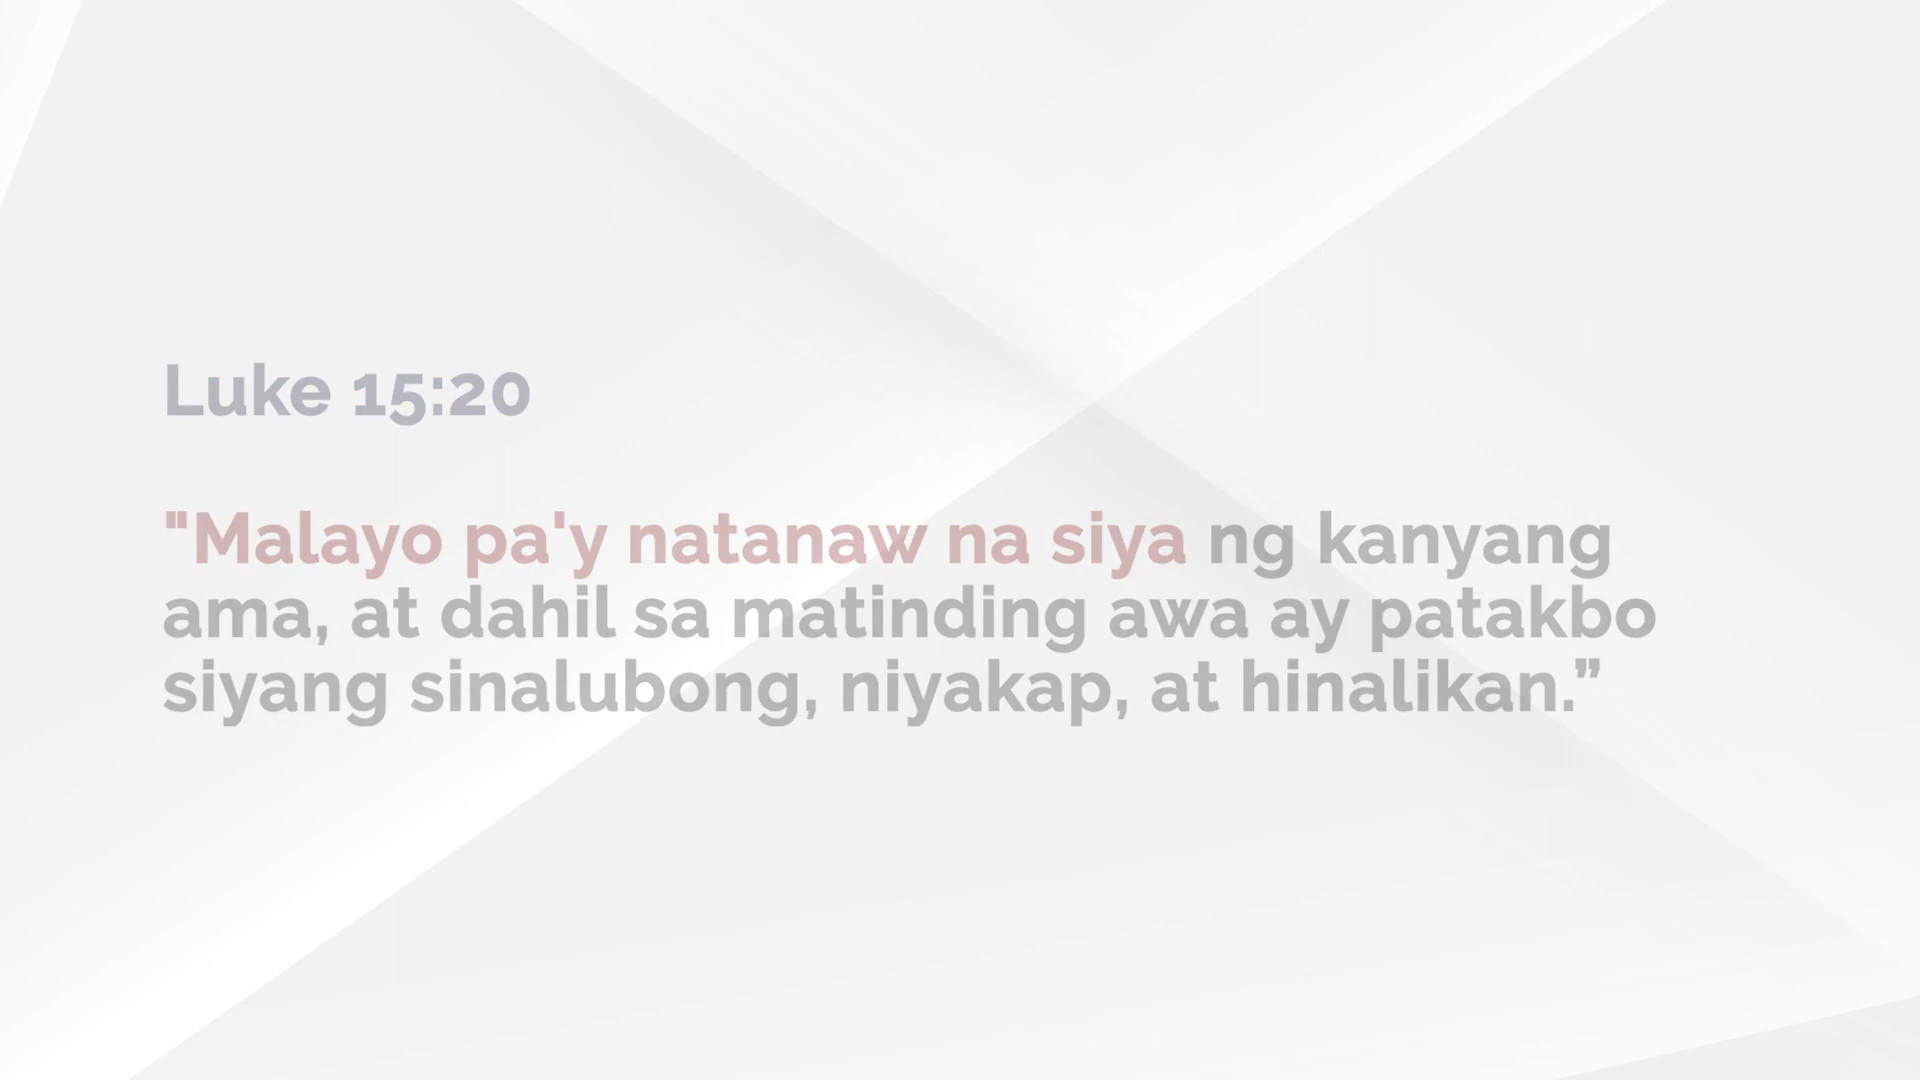 Luke 15:20
"Malayo pa'y natanaw na siya ng kanyang
ama, at dahil sa matinding awa ay patakbo
siyang sinalubong, niyakap, at hinalikan.”